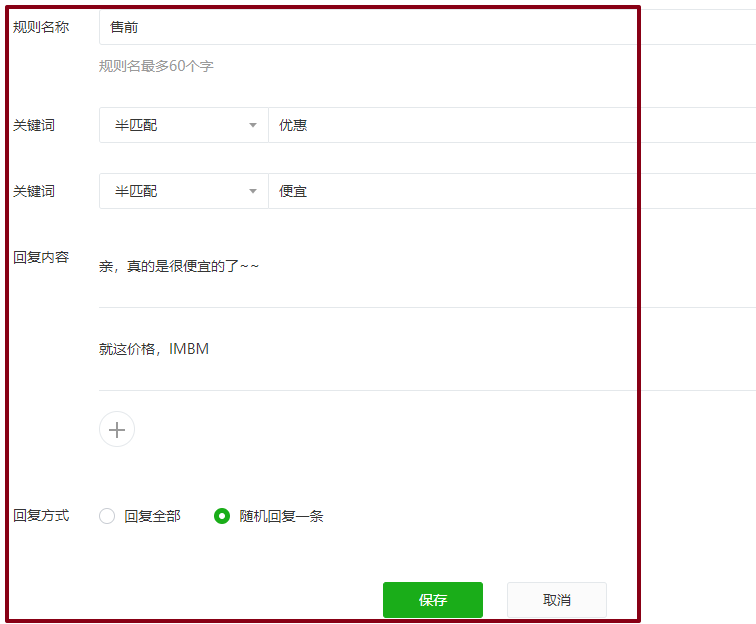 规则名称 售前
规则名最多60个字
关键词 半匹配 优惠
关键词 半匹配 便宜
回复内容
亲，真的是很便宜的了~~
就这价格，IMBM
回复方式 回复全部 随机回复一条
保存 取消